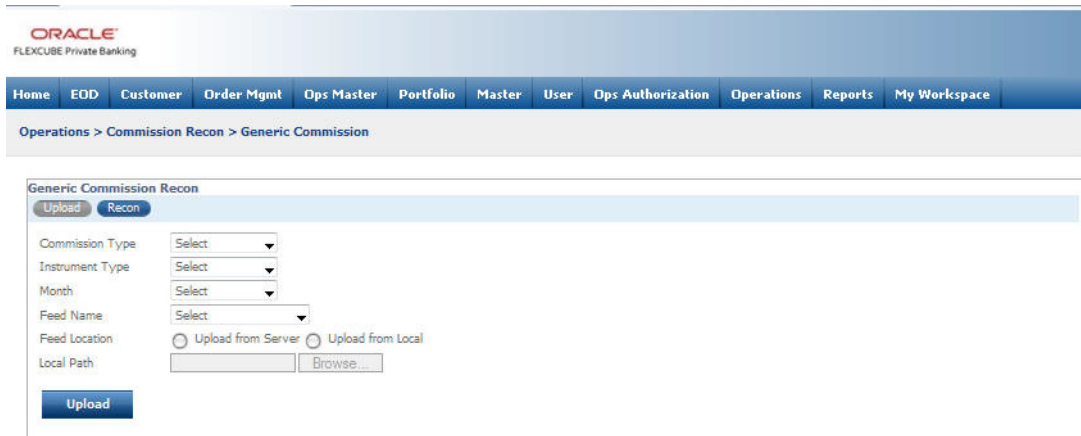 ORACLE
FLEXCUBE Private Banking
Home EOD Customer Order Mgmt Ops Master Portfolio Master User Ops Authorization Operations Reports My Workspace
Operations > Commission Recon > Generic Commission
Generic Commission Recon
Upload Recon
Commission Type Select
Instrument Type Select
Month Select
Feed Name Select
Feed Location Upload from Server Upload from Local
Local Path Browse...
Upload